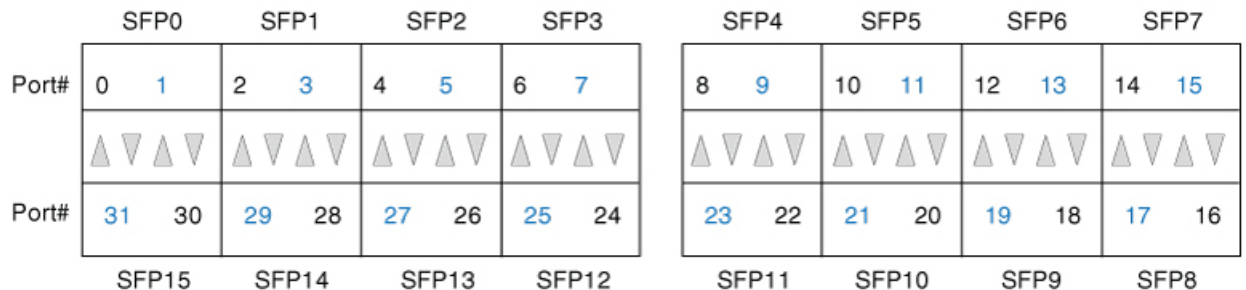 SFP0 SFP1 SFP2 SFP3 SFP4 SFP5 SFP6 SFP7
Port# 0 1 2 3 4 5 6 7 8 9 10 11 12 13 14 15
Port# 31 30 29 28 27 26 25 24 23 22 21 20 19 18 17 16
SFP15 SFP14 SFP13 SFP12 SFP11 SFP10 SFP9 SFP8